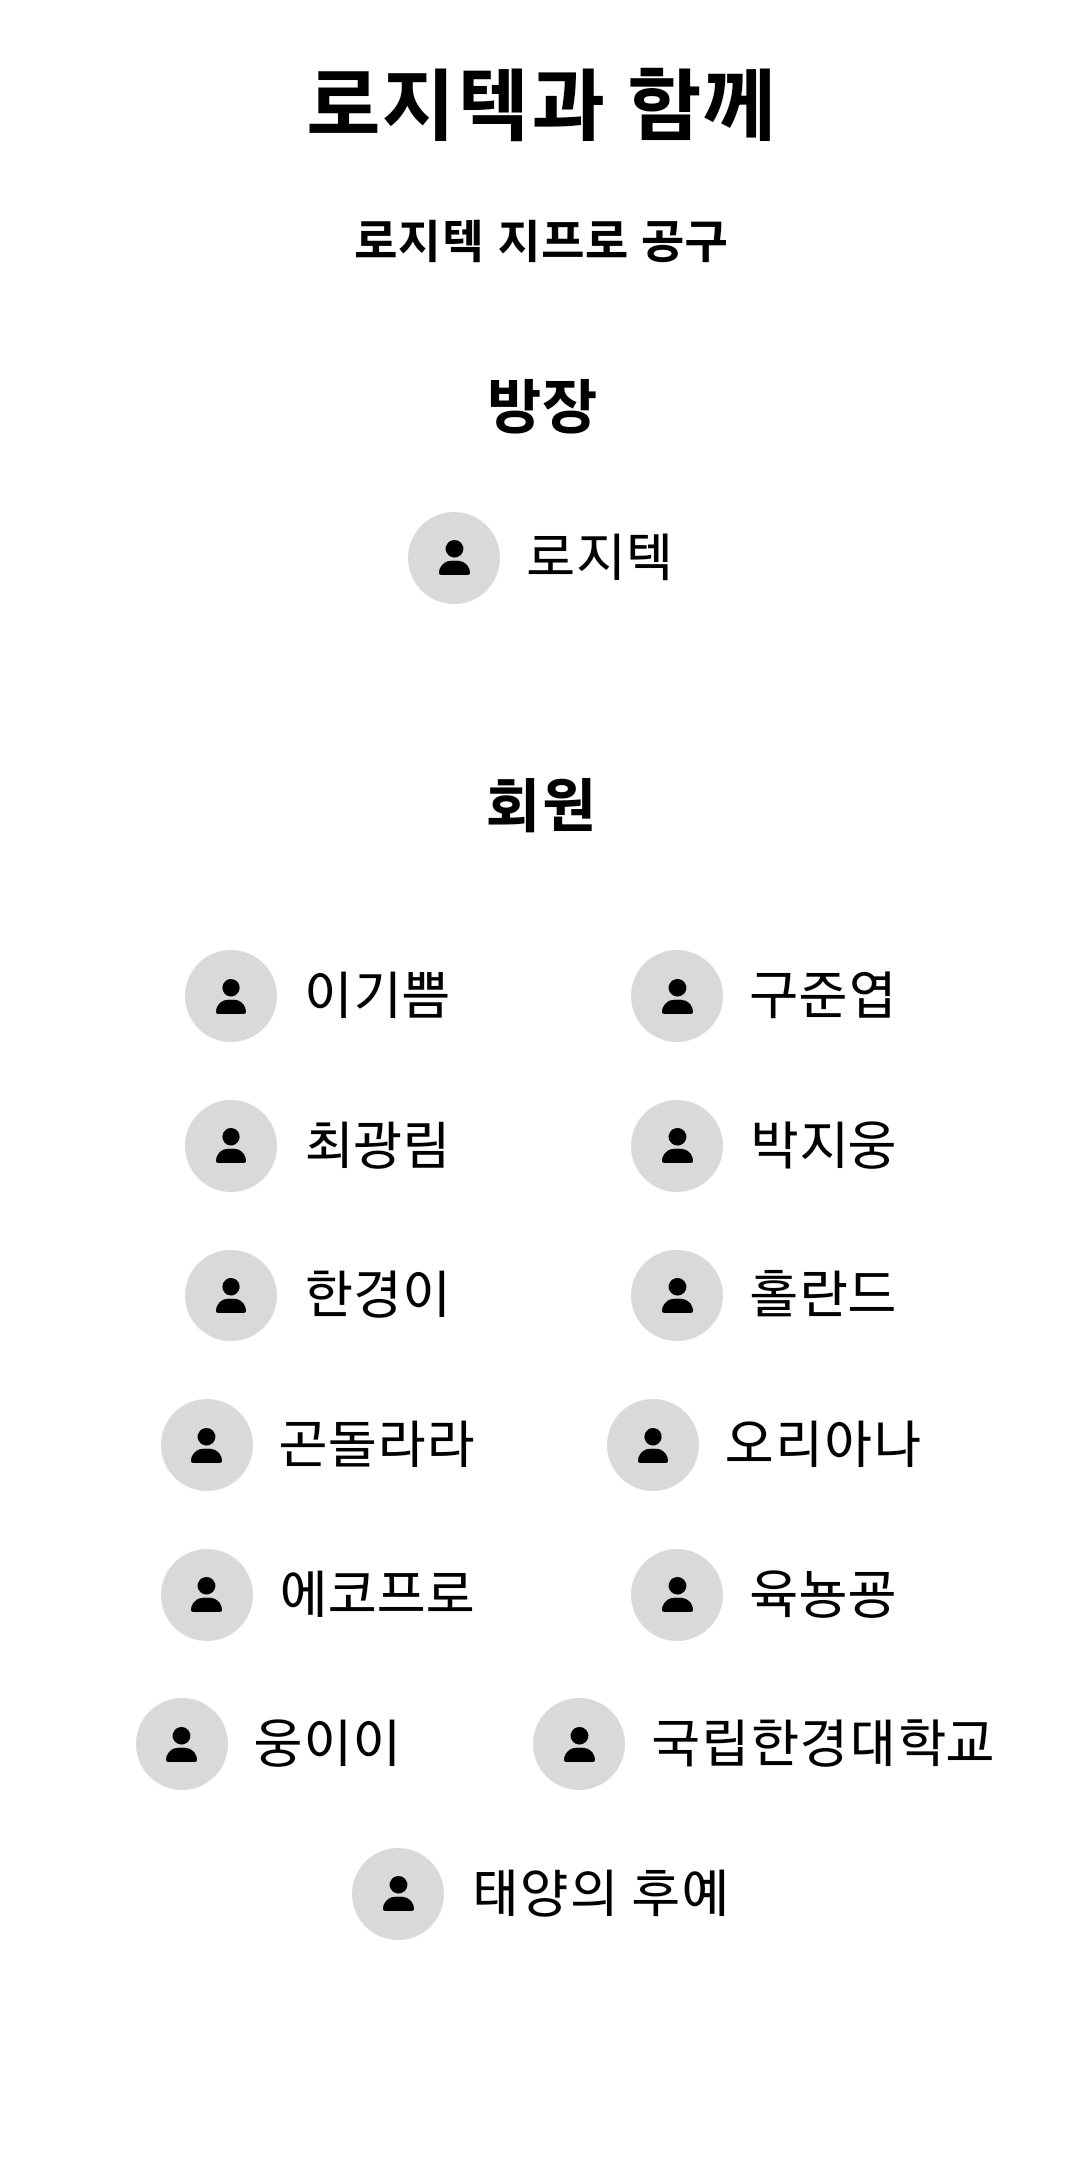 로지텍과 함께
로지텍 지프로 공구
방장
로지텍
회원
이기쁨 구준엽
최광림 박지웅
한경이 홀란드
곤돌라라 오리아나
에코프로 육뇽굥
웅이이 국립한경대학교
태양의 후예